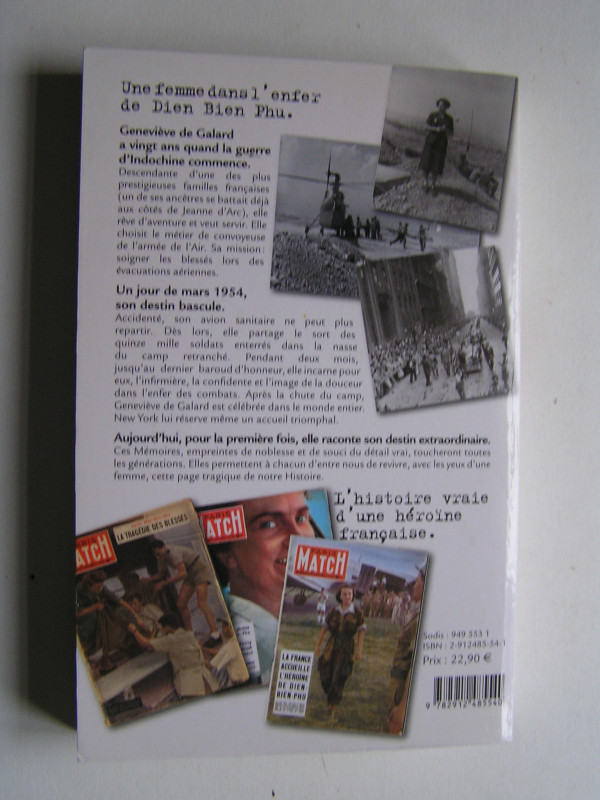 Une femme dans l'enfer
de Dien Bien Phu.
Geneviève de Galard
a vingt ans quand la guerre
d'Indochine commence.
Descendante d'une des plus
prestigieuses familles françaises
(un de ses ancêtres se battait déjà
aux côtés de Jeanne d'Arc), elle
rêve d'aventure et veut servir. Elle
choisit le métier de convoyeuse
de l'armée de l'Air. Sa mission :
soigner les blessés lors des
évacuations aériennes.
Un jour de mars 1954,
son destin bascule.
Accidenté, son avion sanitaire ne peut plus
repartir. Dès lors, elle partage le sort des
quinze mille soldats enterrés dans la nasse
du camp retranché. Pendant deux mois,
jusqu'au dernier baroud d'honneur, elle incarne pour
eux, l'infirmière, la confidente et l'image de la douceur
dans l'enfer des combats. Après la chute du camp,
Geneviève de Galard est célébrée dans le monde entier.
New York lui réserve même un accueil triomphal.
Aujourd'hui, pour la première fois, elle raconte son destin extraordinaire.
Ces Mémoires, empreintes de noblesse et de souci du détail vrai, toucheront toutes
les générations. Elles permettent à chacun d'entre nous de revivre, avec les yeux d'une
femme, cette page tragique de notre Histoire.
L'histoire vraie
d'une héroïne
française.
LA TRAGÉDIE DES BLESSÉS
MATCH
PARIS
MATCH
PARIS
MATCH
LA FRANCE
ACCUEILLE
L'HÉROÏNE
DE DIEN-
BIEN-PHU
Sodis : 949 553 1
ISBN : 2-912485-54-1
Prix : 22,90 €
9 782912 485540